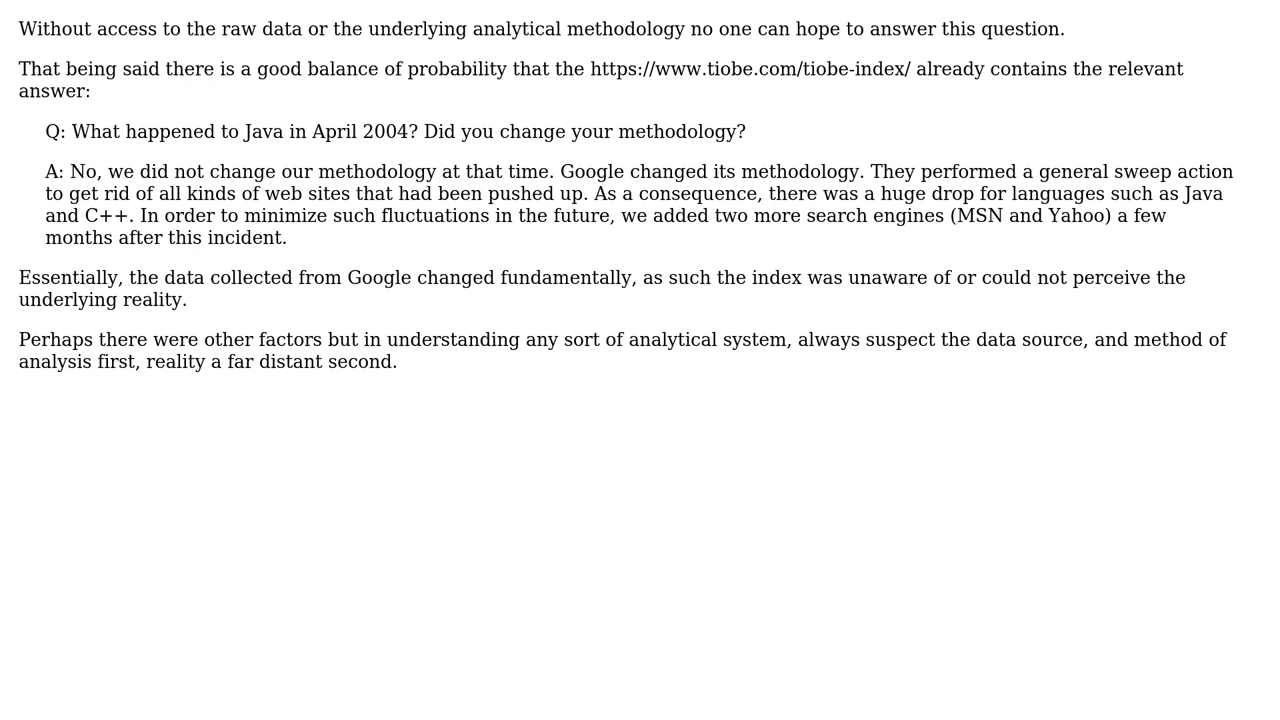 Without access to the raw data or the underlying analytical methodology no one can hope to answer this question.
That being said there is a good balance of probability that the https://www.tiobe.com/tiobe-index/ already contains the relevant
answer:
Q: What happened to Java in April 2004? Did you change your methodology?
A: No, we did not change our methodology at that time. Google changed its methodology. They performed a general sweep action
to get rid of all kinds of web sites that had been pushed up. As a consequence, there was a huge drop for languages such as Java
and C++. In order to minimize such fluctuations in the future, we added two more search engines (MSN and Yahoo) a few
months after this incident.
Essentially, the data collected from Google changed fundamentally, as such the index was unaware of or could not perceive the
underlying reality.
Perhaps there were other factors but in understanding any sort of analytical system, always suspect the data source, and method of
analysis first, reality a far distant second.